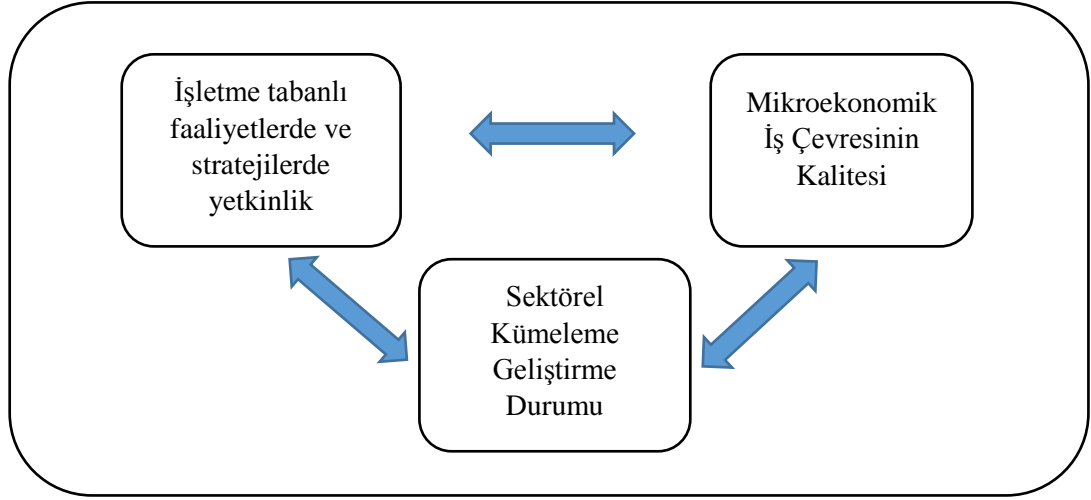 İşletme tabanlı
faaliyetlerde ve
stratejilerde
yetkinlik
Mikroekonomik
İş Çevresinin
Kalitesi
Sektörel
Kümeleme
Geliştirme
Durumu